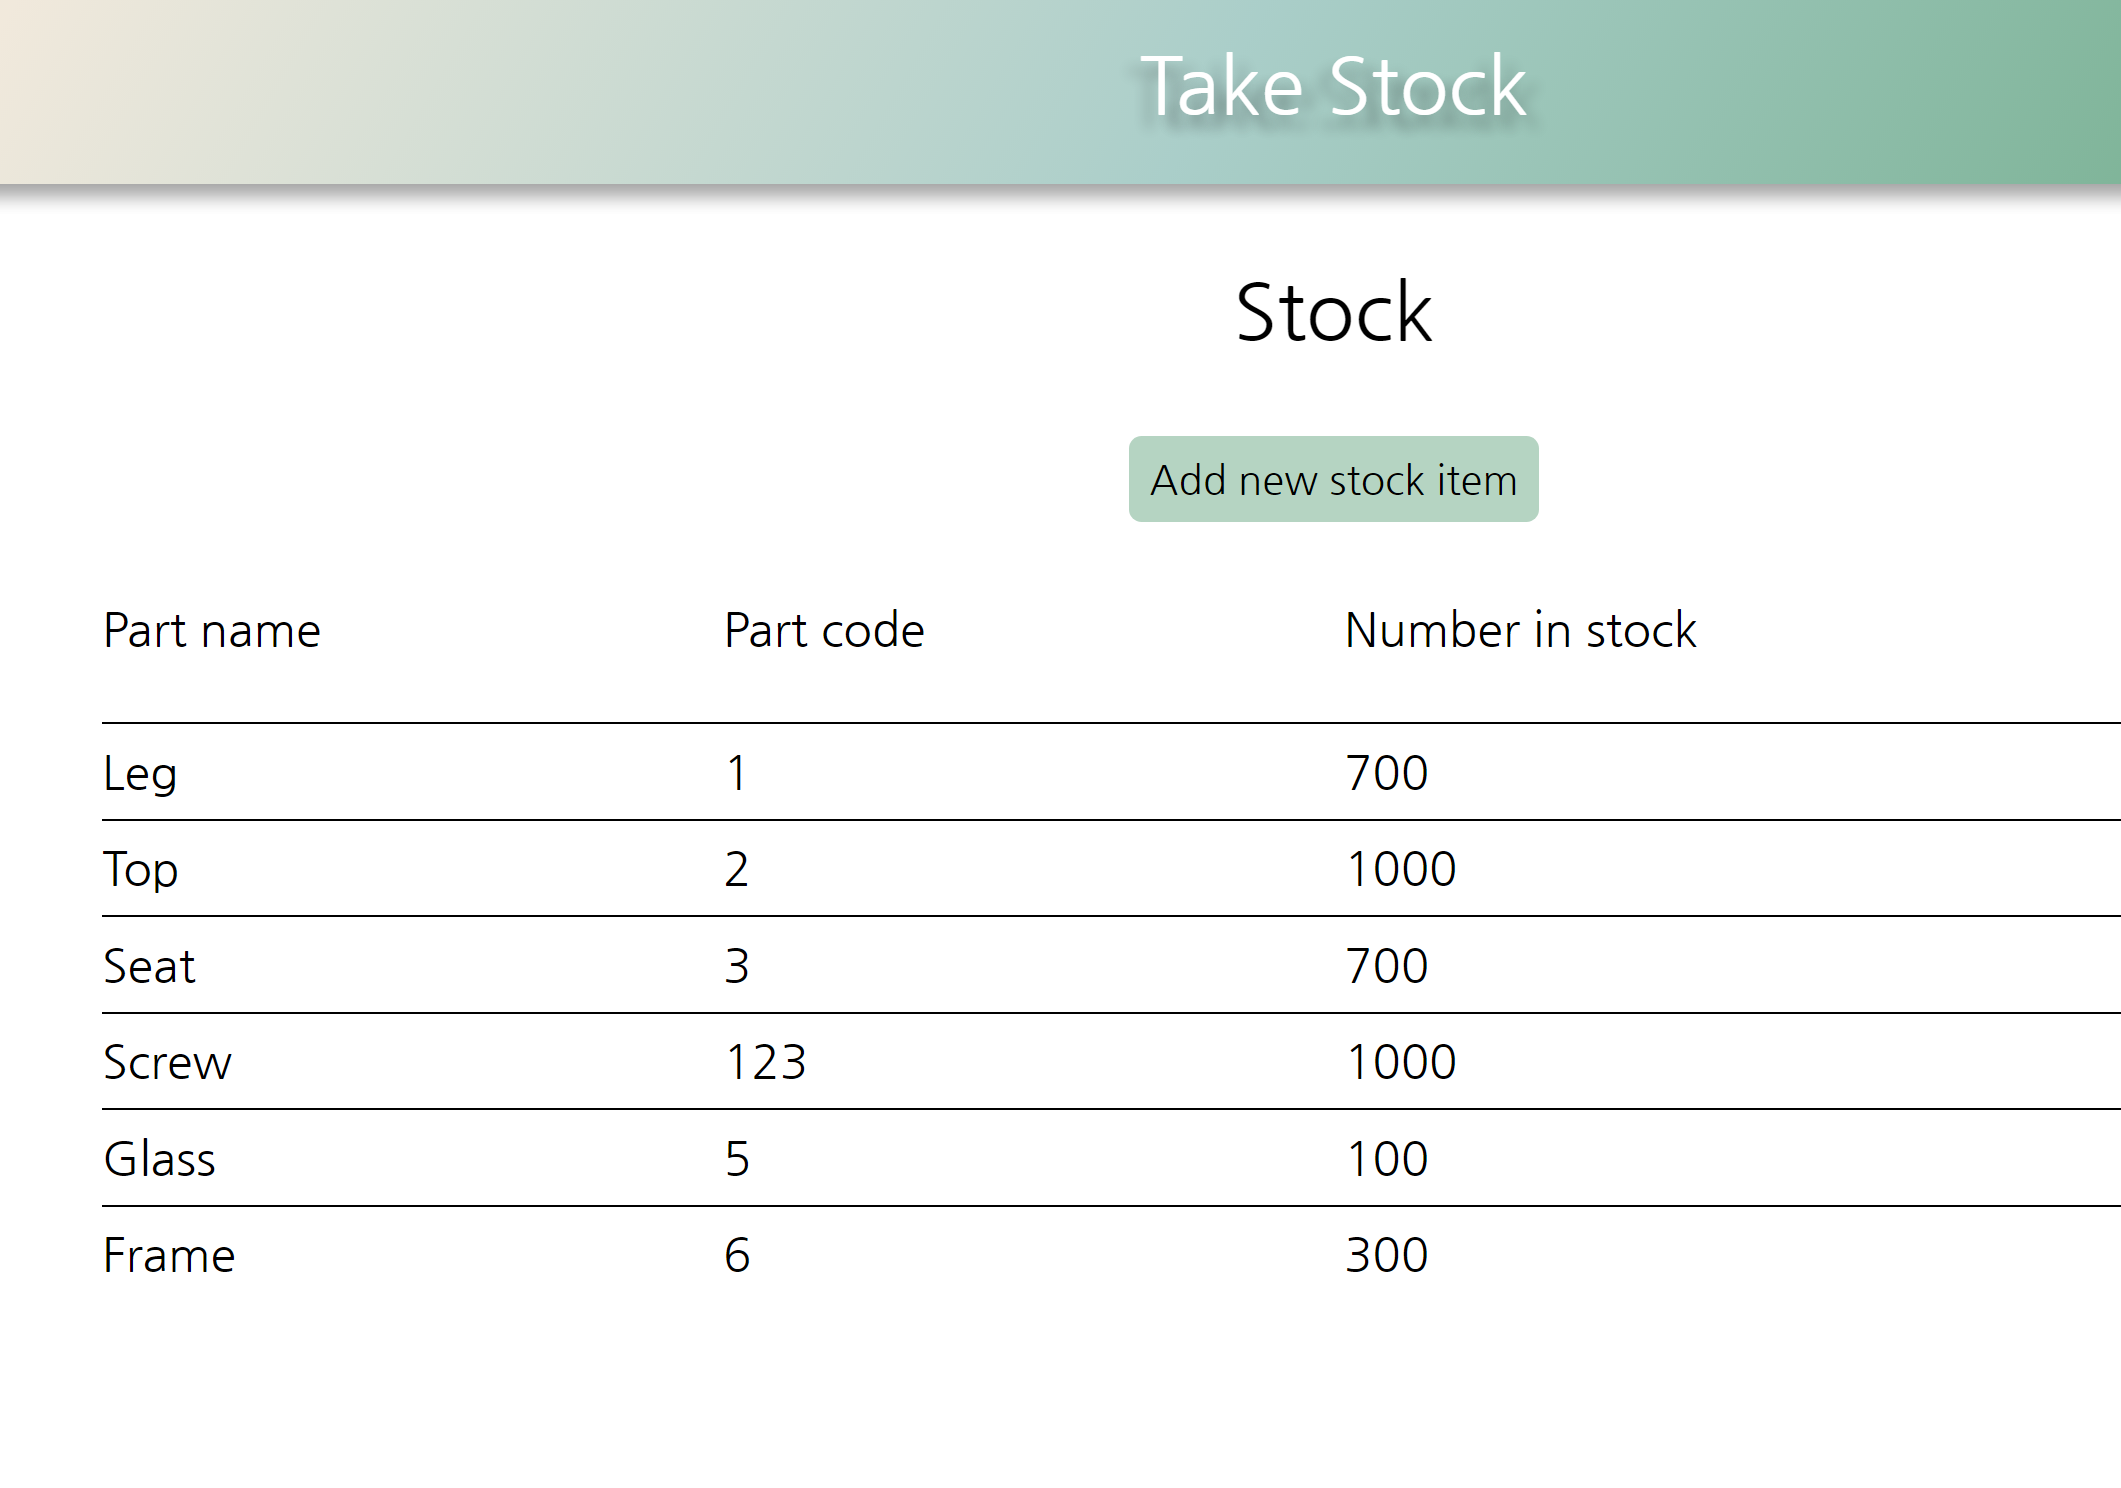 Take Stock
Stock
Add new stock item
Part name Part code Number in stock
Leg 1 700
Top 2 1000
Seat 3 700
Screw 123 1000
Glass 5 100
Frame 6 300